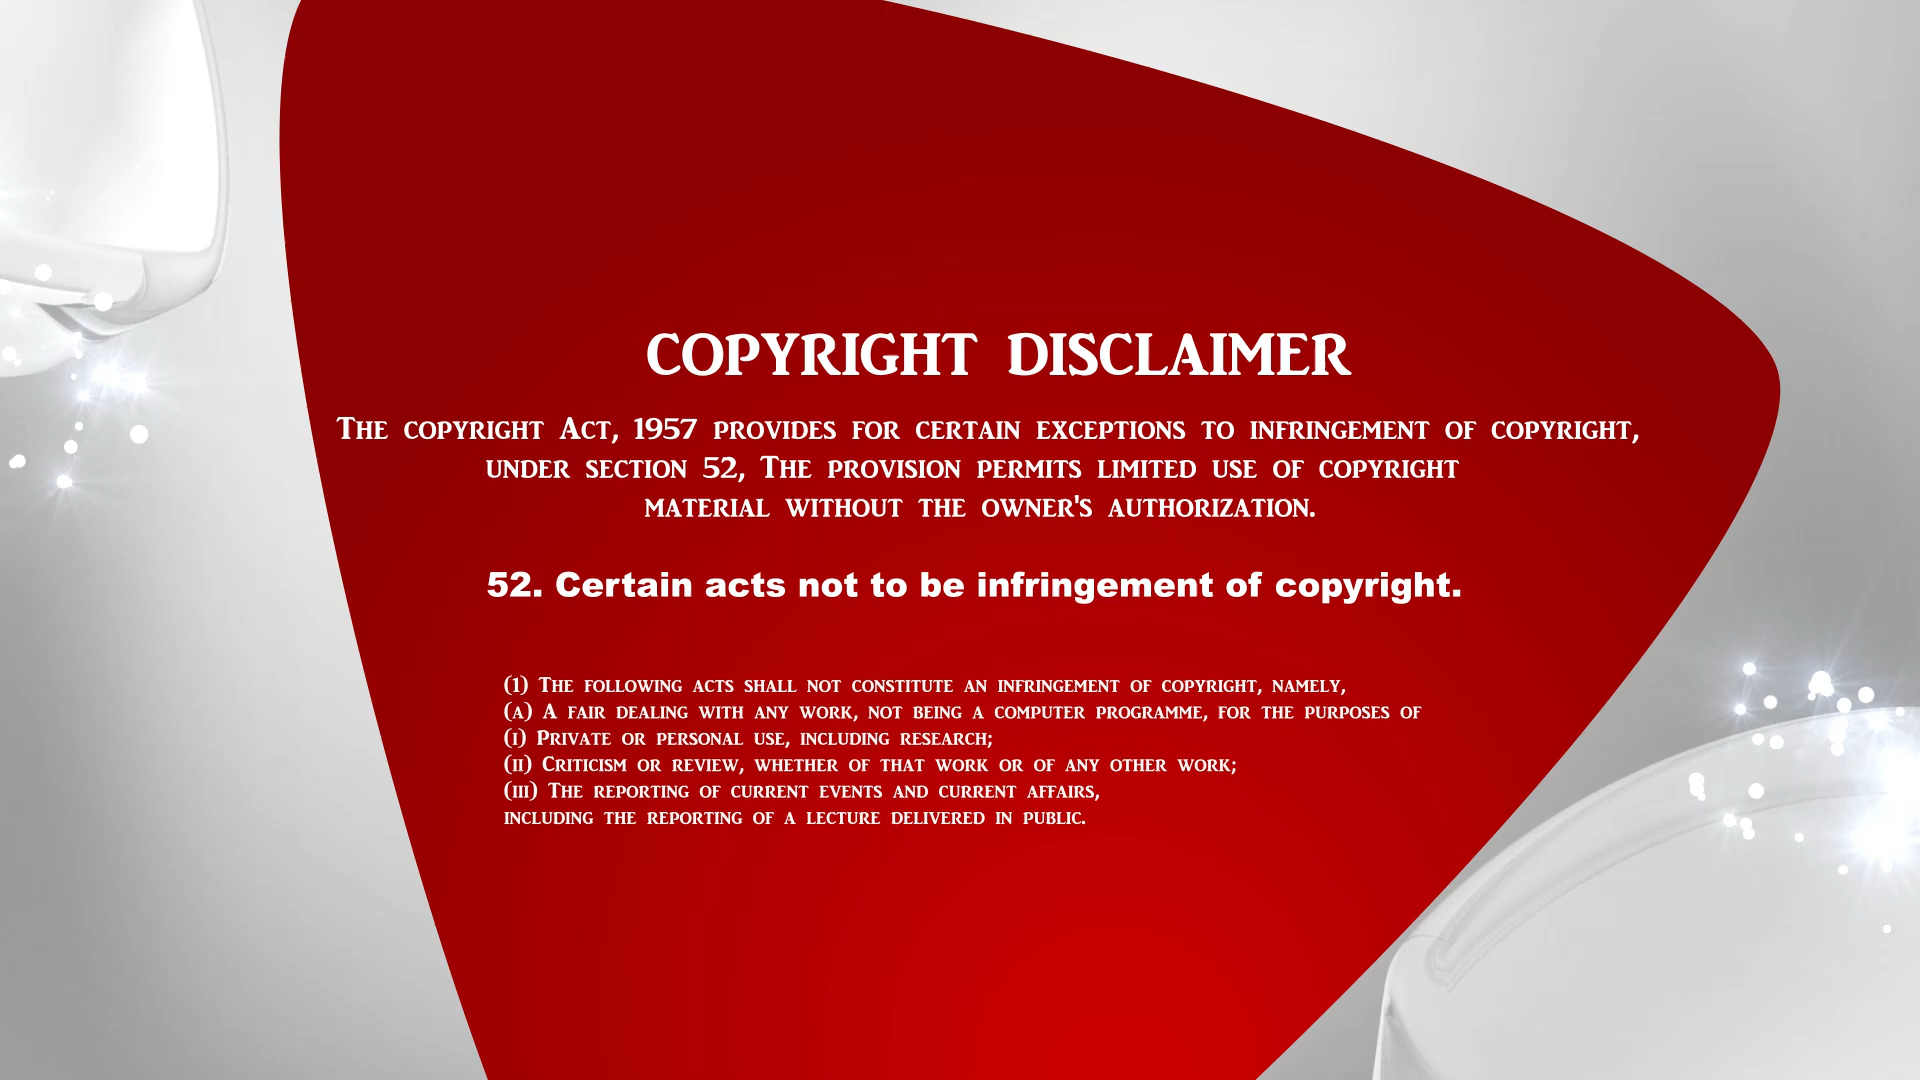 COPYRIGHT DISCLAIMER
The copyright Act, 1957 provides for certain exceptions to infringement of copyright,
under section 52, The provision permits limited use of copyright
material without the owner's authorization.
52. Certain acts not to be infringement of copyright.
(1) The following acts shall not constitute an infringement of copyright, namely,
(a) A fair dealing with any work, not being a computer programme, for the purposes of
(i) Private or personal use, including research;
(ii) Criticism or review, whether of that work or of any other work;
(iii) The reporting of current events and current affairs,
including the reporting of a lecture delivered in public.